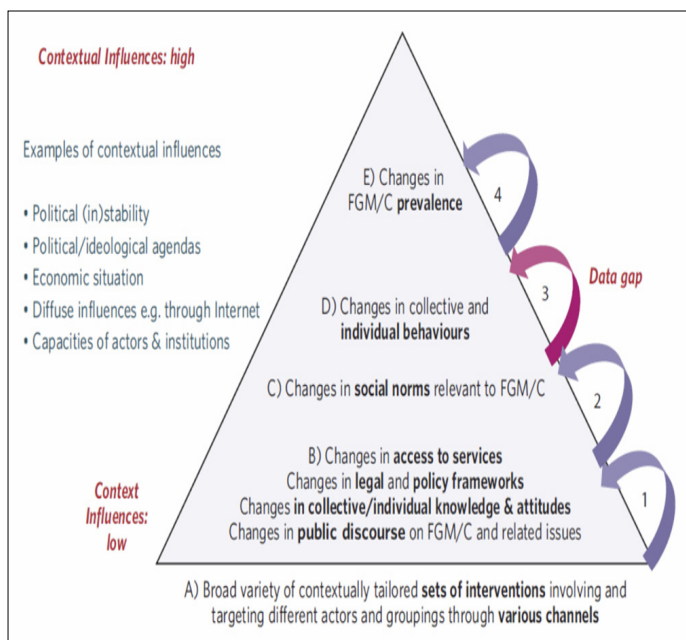 Contextual Influences: high
Examples of contextual influences
• Political (in)stability
• Political/ideological agendas
• Economic situation
• Diffuse influences e.g. through Internet
• Capacities of actors & institutions
Context
Influences:
low
E) Changes in
FGM/C prevalence
D) Changes in collective and
individual behaviours
C) Changes in social norms relevant to FGM/C
B) Changes in access to services
Changes in legal and policy frameworks
Changes in collective/individual knowledge & attitudes
Changes in public discourse on FGM/C and related issues
4
3
Data gap
2
1
A) Broad variety of contextually tailored sets of interventions involving and
targeting different actors and groupings through various channels